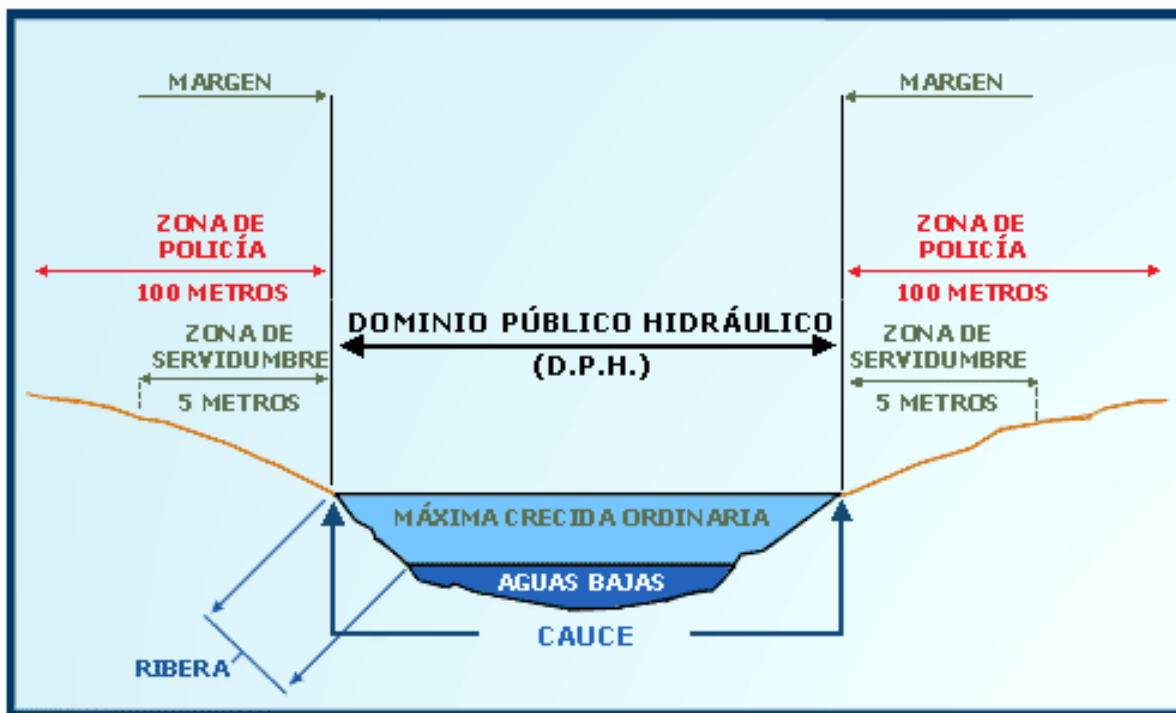 MARGEN
MARGEN
ZONA DE
POLICÍA
100 METROS
ZONA DE
POLICÍA
100 METROS
DOMINIO PÚBLICO HIDRÁULICO
(D.P.H.)
ZONA DE
SERVIDUMBRE
5 METROS
ZONA DE
SERVIDUMBRE
5 METROS
MÁXIMA CRECIDA ORDINARIA
AGUAS BAJAS
CAUCE
RIBERA